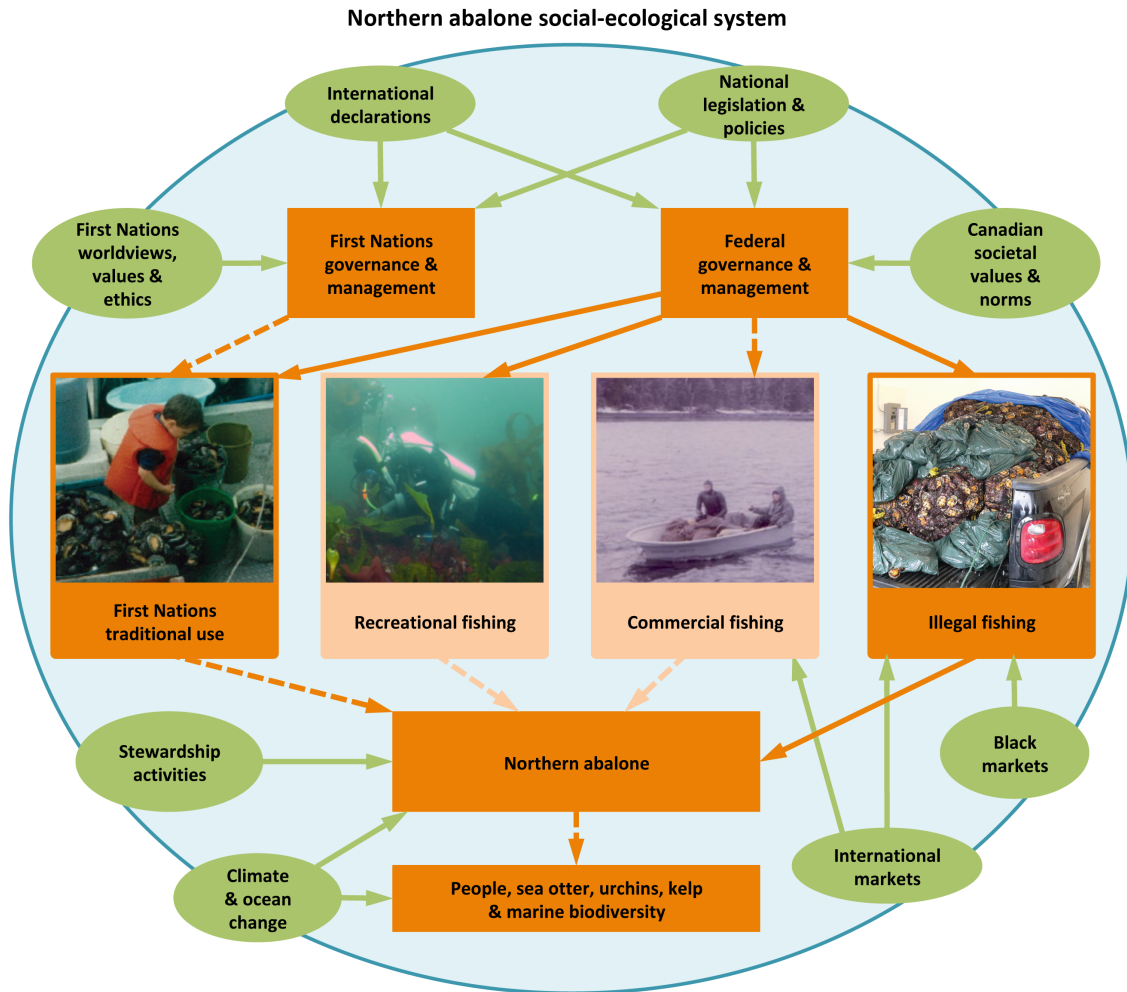 Northern abalone social-ecological system
International
declarations
National
legislation &
policies
First Nations
worldviews,
values &
ethics
First Nations
governance &
management
Federal
governance &
management
Canadian
societal
values &
norms
First Nations
traditional use
Recreational fishing
Commercial fishing
Illegal fishing
Stewardship
activities
Northern abalone
Black
markets
Climate
& ocean
change
People, sea otter, urchins, kelp
& marine biodiversity
International
markets